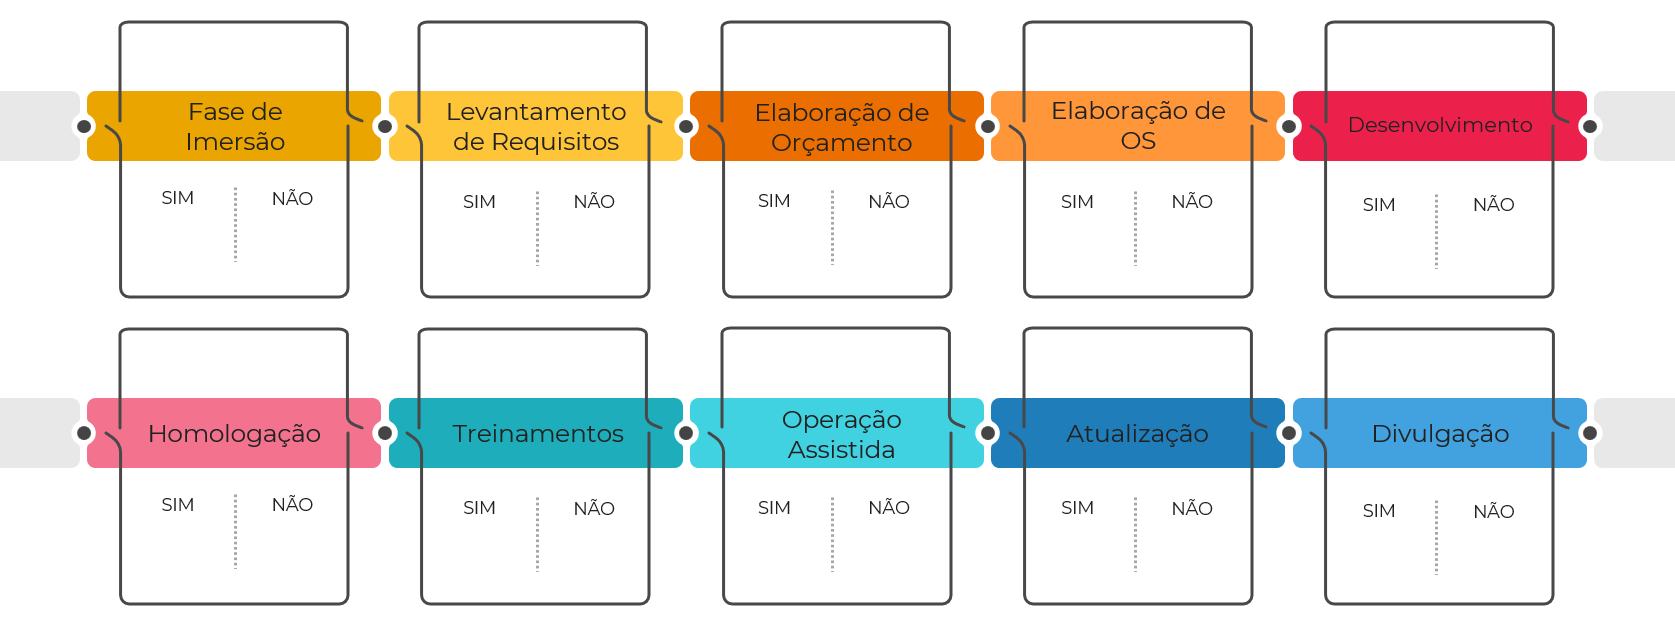 Fase de
Imersão
Levantamento
de Requisitos
Elaboração de
Orçamento
Elaboração de
OS
Desenvolvimento
SIM NÃO
SIM NÃO
SIM NÃO
SIM NÃO
SIM NÃO
Homologação
Treinamentos
Operação
Assistida
Atualização
Divulgação
SIM NÃO
SIM NÃO
SIM NÃO
SIM NÃO
SIM NÃO